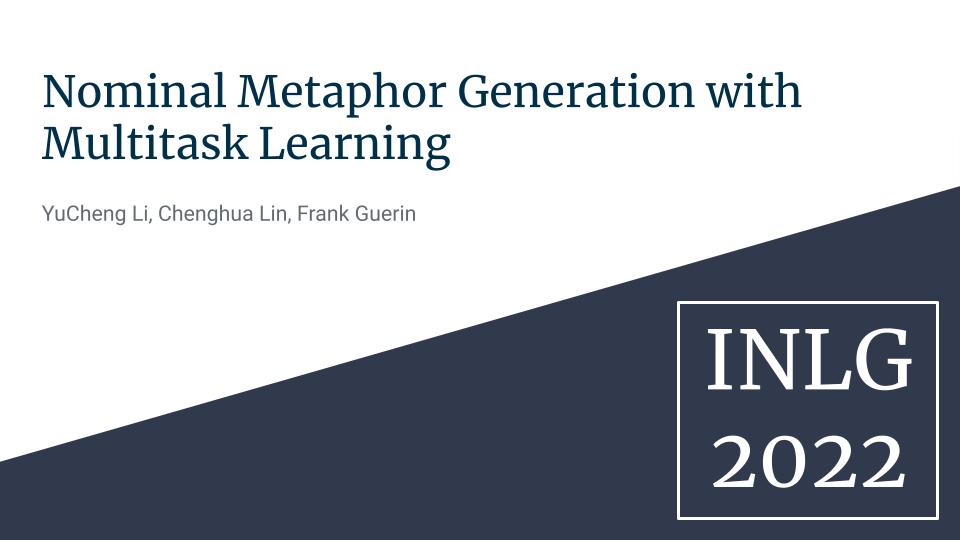 Nominal Metaphor Generation with
Multitask Learning
YuCheng Li, Chenghua Lin, Frank Guerin
INLG
2022